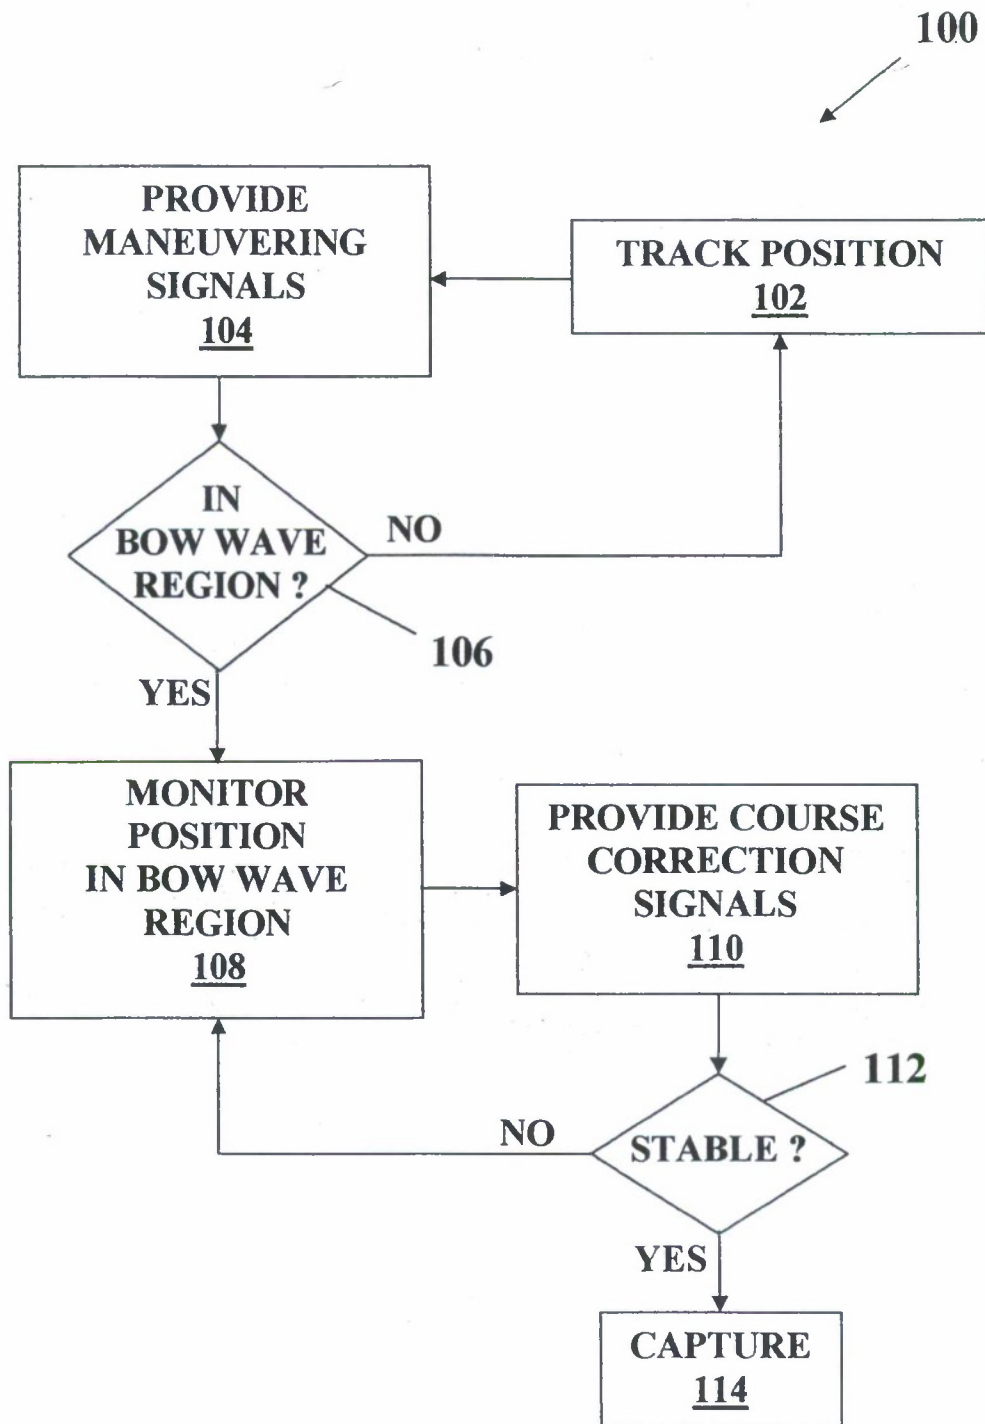 100
PROVIDE
MANEUVERING
SIGNALS
104
TRACK POSITION
102
IN
BOW WAVE
REGION ?
NO
106
YES
MONITOR
POSITION
IN BOW WAVE
REGION
108
PROVIDE COURSE
CORRECTION
SIGNALS
110
112
STABLE ?
NO
YES
CAPTURE
114